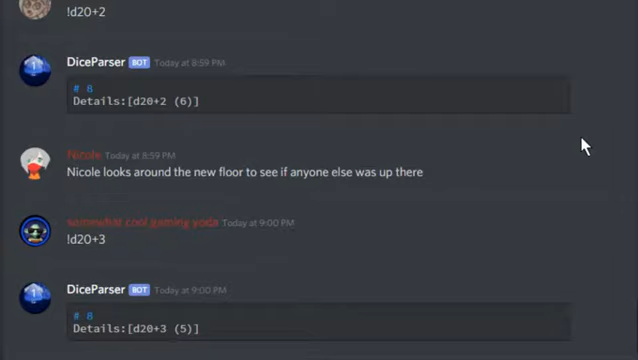 !d20+2
DiceParser BOT Today at 8:59 PM
# 8
Details:[d20+2 (6)]
Nicole Today at 8:59 PM
Nicole looks around the new floor to see if anyone else was up there
somewhat cool gaming yoda Today at 9:00 PM
!d20+3
DiceParser BOT Today at 9:00 PM
# 8
Details:[d20+3 (5)]